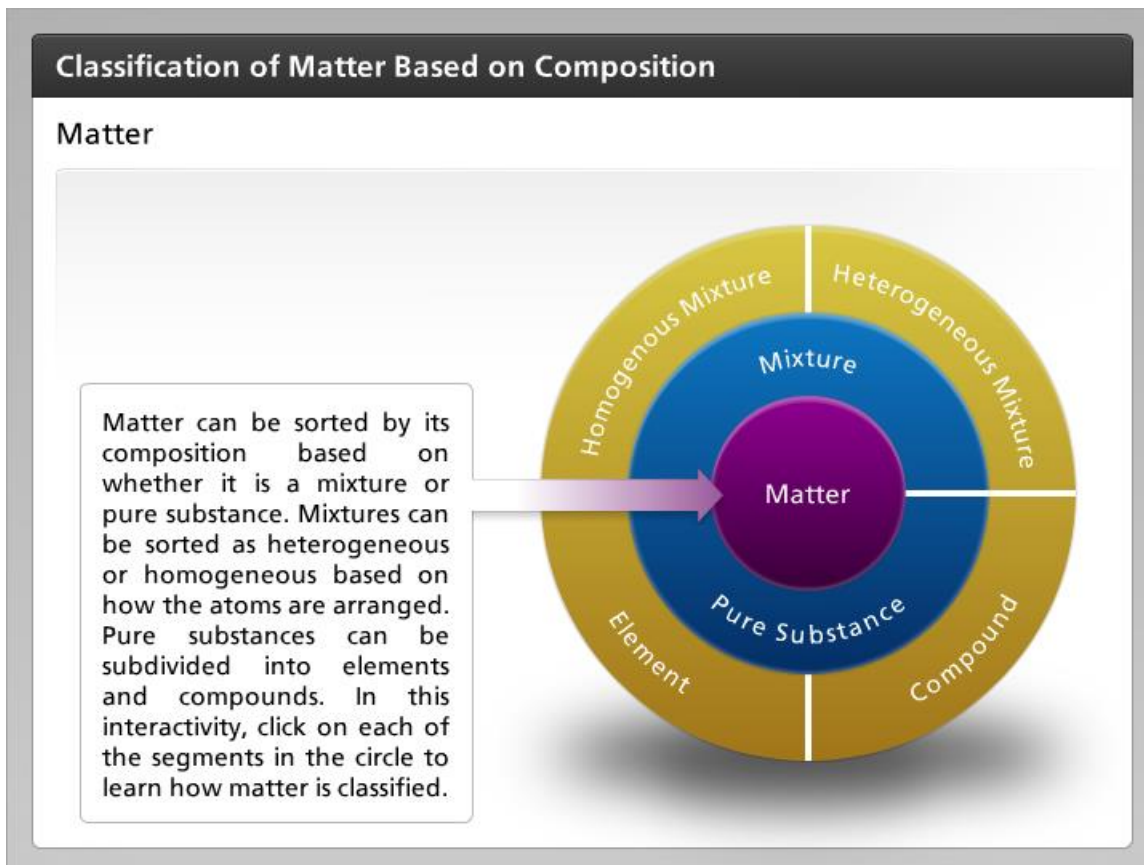 Classification of Matter Based on Composition
Matter
Matter can be sorted by its
composition based on
whether it is a mixture or
pure substance. Mixtures can
be sorted as heterogeneous
or homogeneous based on
how the atoms are arranged.
Pure substances can be
subdivided into elements
and compounds. In this
interactivity, click on each of
the segments in the circle to
learn how matter is classified.
Homogenous Mixture
Heterogeneous Mixture
Mixture
Matter
Pure Substance
Element
Compound